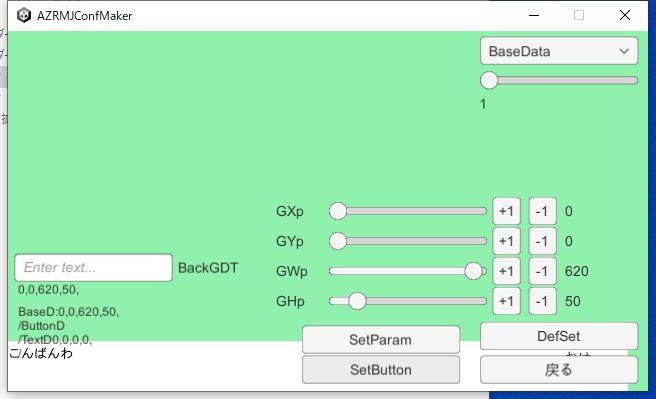 AZRMJConfMaker
BaseData
1
GXp +1 -1 0
GYp +1 -1 0
GWp +1 -1 620
GHp +1 -1 50
Enter text... BackGDT
0,0,620,50,
BaseD:0,0,620,50,
/ButtonD
/TextD0,0,0,0,
こんばんわ
SetParam DefSet
SetButton 戻る